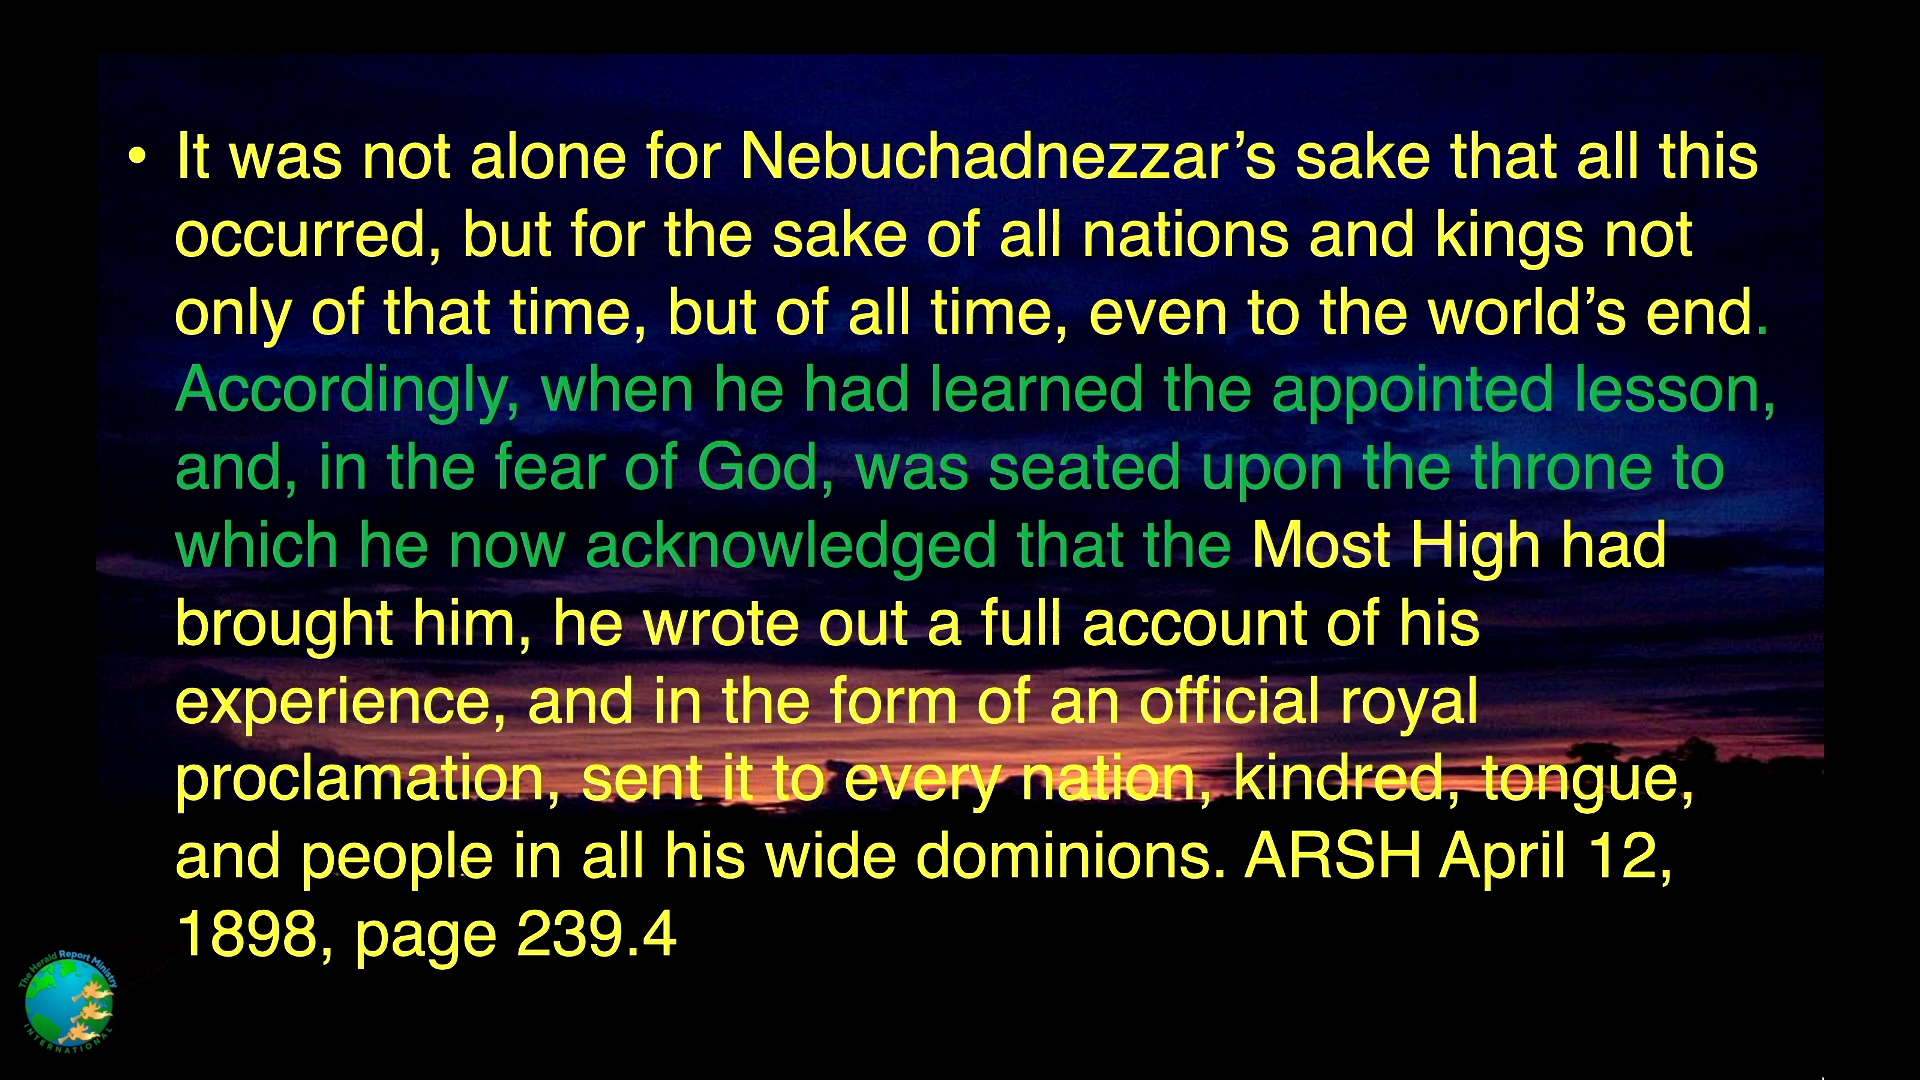 • It was not alone for Nebuchadnezzar’s sake that all this
occurred, but for the sake of all nations and kings not
only of that time, but of all time, even to the world’s end.
Accordingly, when he had learned the appointed lesson,
and, in the fear of God, was seated upon the throne to
which he now acknowledged that the Most High had
brought him, he wrote out a full account of his
experience, and in the form of an official royal
proclamation, sent it to every nation, kindred, tongue,
and people in all his wide dominions. ARSH April 12,
1898, page 239.4
The Herald Report Ministry
INTERNATIONAL